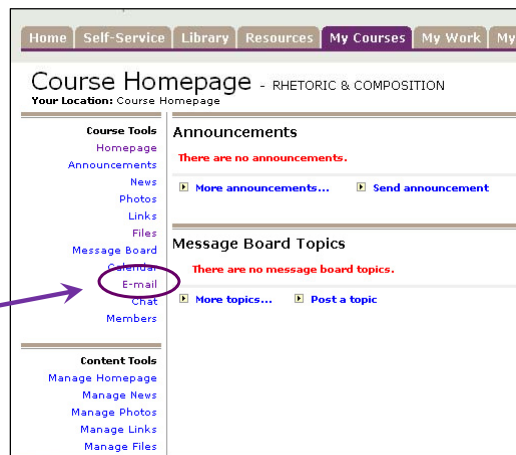 Home Self-Service Library Resources My Courses My Work My
Course Homepage - RHETORIC & COMPOSITION
Your Location: Course Homepage
Course Tools
Homepage
Announcements
News
Photos
Links
Files
Message Board
Calendar
E-mail
Chat
Members
Content Tools
Manage Homepage
Manage News
Manage Photos
Manage Links
Manage Files
Announcements
There are no announcements.
More announcements... Send announcement
Message Board Topics
There are no message board topics.
More topics... Post a topic